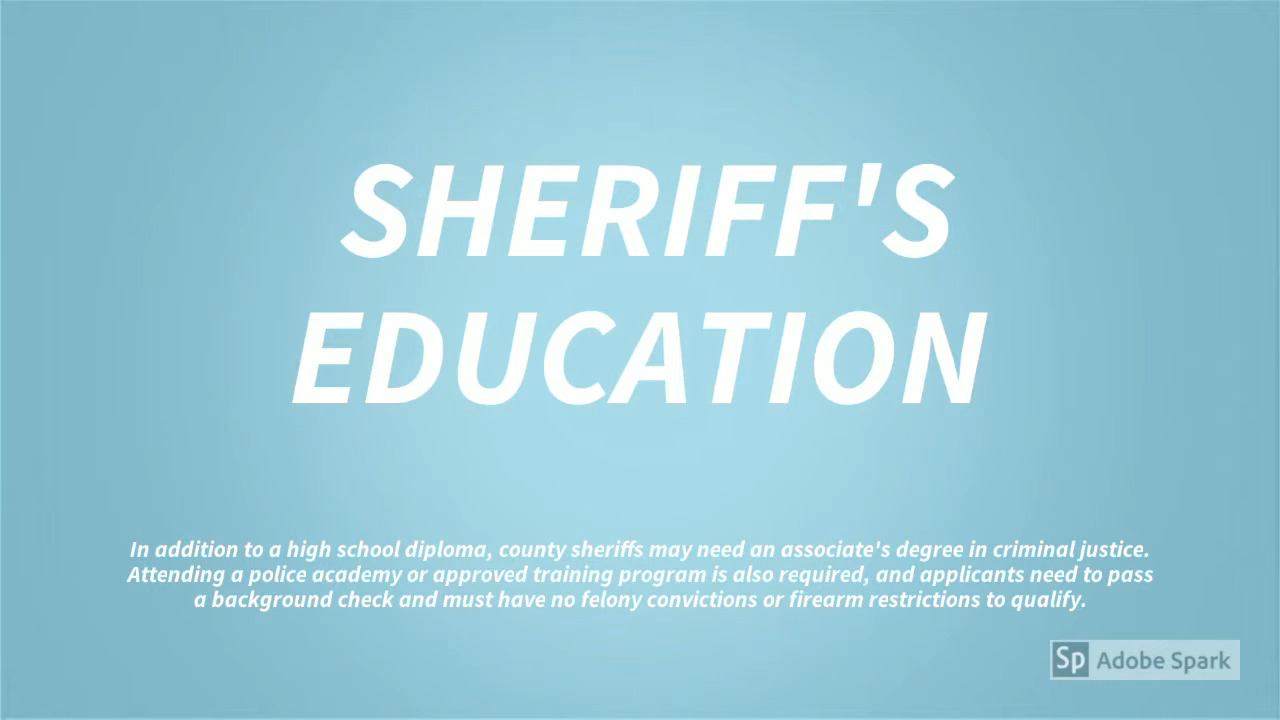 SHERIFF'S
EDUCATION
In addition to a high school diploma, county sheriffs may need an associate's degree in criminal justice.
Attending a police academy or approved training program is also required, and applicants need to pass
a background check and must have no felony convictions or firearm restrictions to qualify.
Sp Adobe Spark